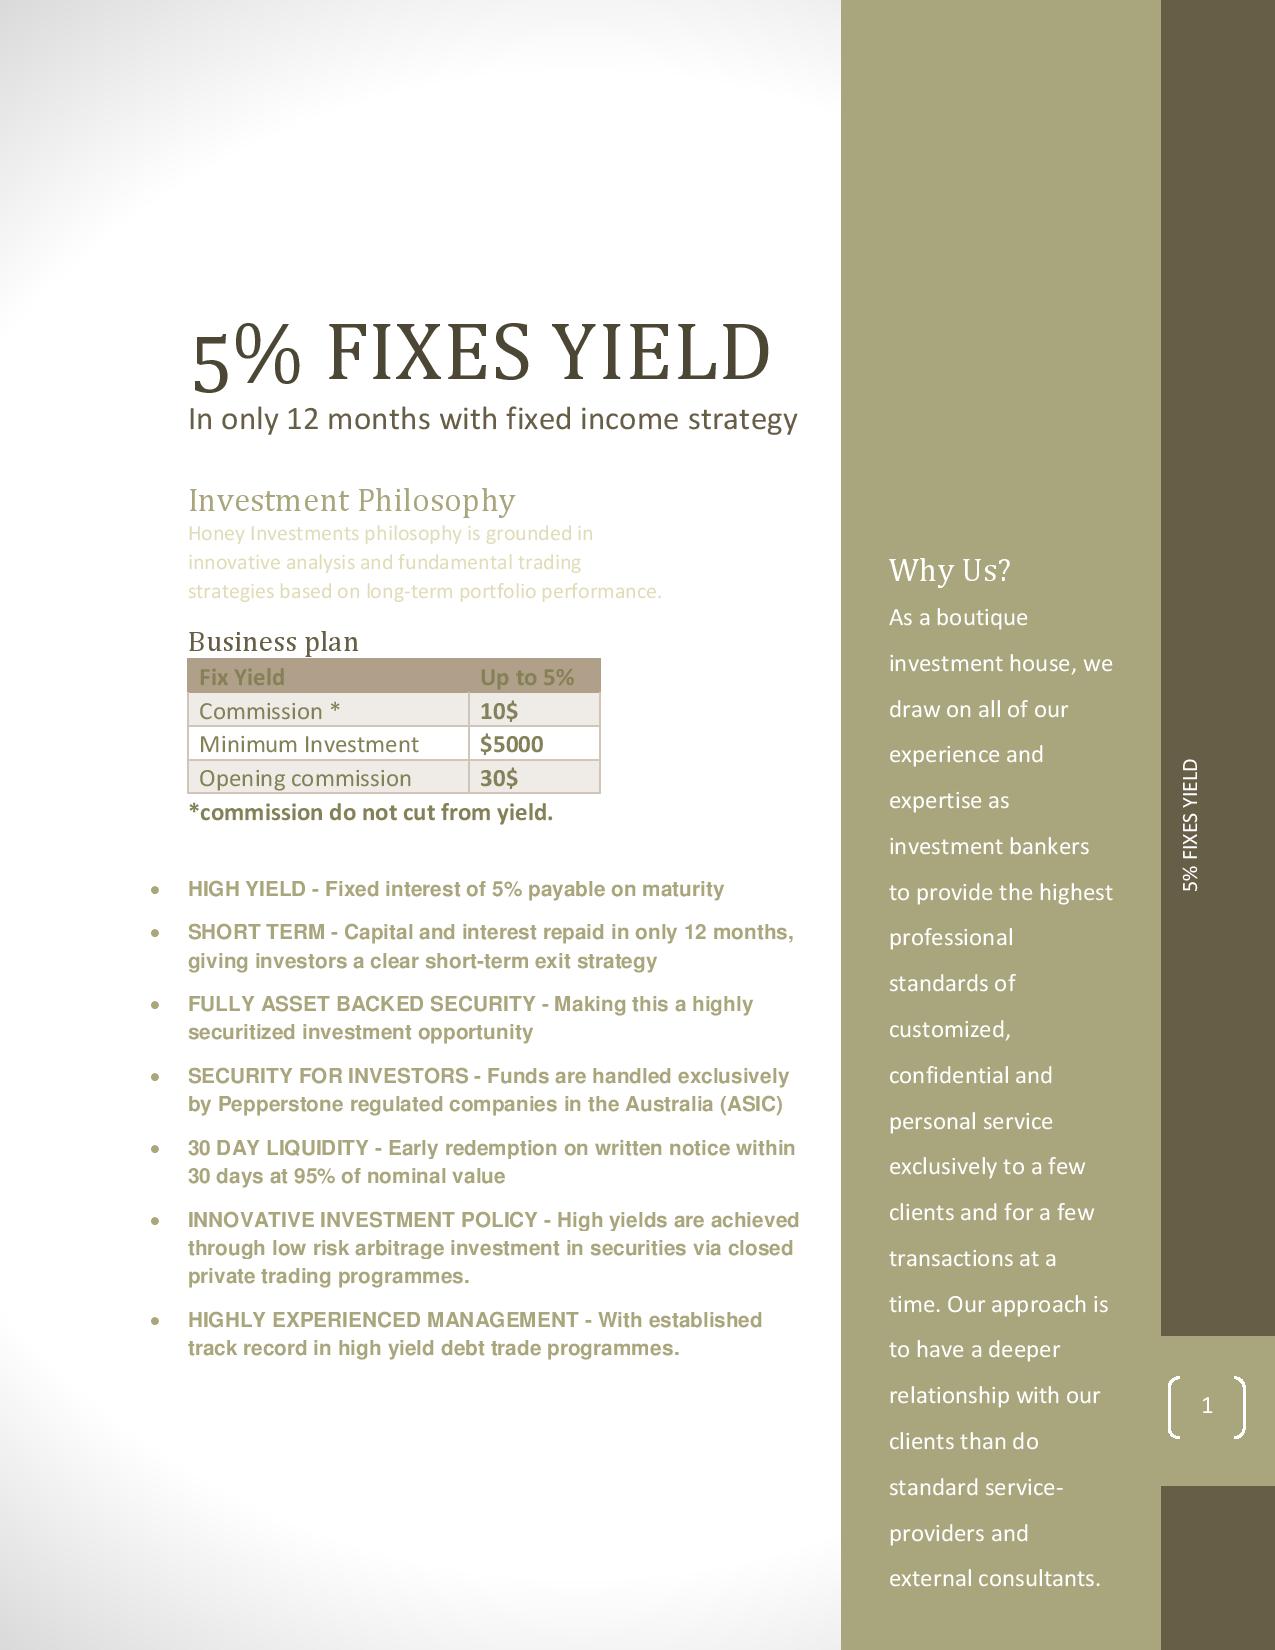 5% FIXES YIELD
In only 12 months with fixed income strategy
Investment Philosophy
Honey Investments philosophy is grounded in
innovative analysis and fundamental trading
strategies based on long-term portfolio performance.
Business plan
Fix Yield Up to 5%
Commission * 10$
Minimum Investment $5000
Opening commission 30$
*commission do not cut from yield.
• HIGH YIELD - Fixed interest of 5% payable on maturity
• SHORT TERM - Capital and interest repaid in only 12 months,
giving investors a clear short-term exit strategy
• FULLY ASSET BACKED SECURITY - Making this a highly
securitized investment opportunity
• SECURITY FOR INVESTORS - Funds are handled exclusively
by Pepperstone regulated companies in the Australia (ASIC)
• 30 DAY LIQUIDITY - Early redemption on written notice within
30 days at 95% of nominal value
• INNOVATIVE INVESTMENT POLICY - High yields are achieved
through low risk arbitrage investment in securities via closed
private trading programmes.
• HIGHLY EXPERIENCED MANAGEMENT - With established
track record in high yield debt trade programmes.
Why Us?
As a boutique
investment house, we
draw on all of our
experience and
expertise as
investment bankers
to provide the highest
professional
standards of
customized,
confidential and
personal service
exclusively to a few
clients and for a few
transactions at a
time. Our approach is
to have a deeper
relationship with our
clients than do
standard service-
providers and
external consultants.
5% FIXES YIELD
1